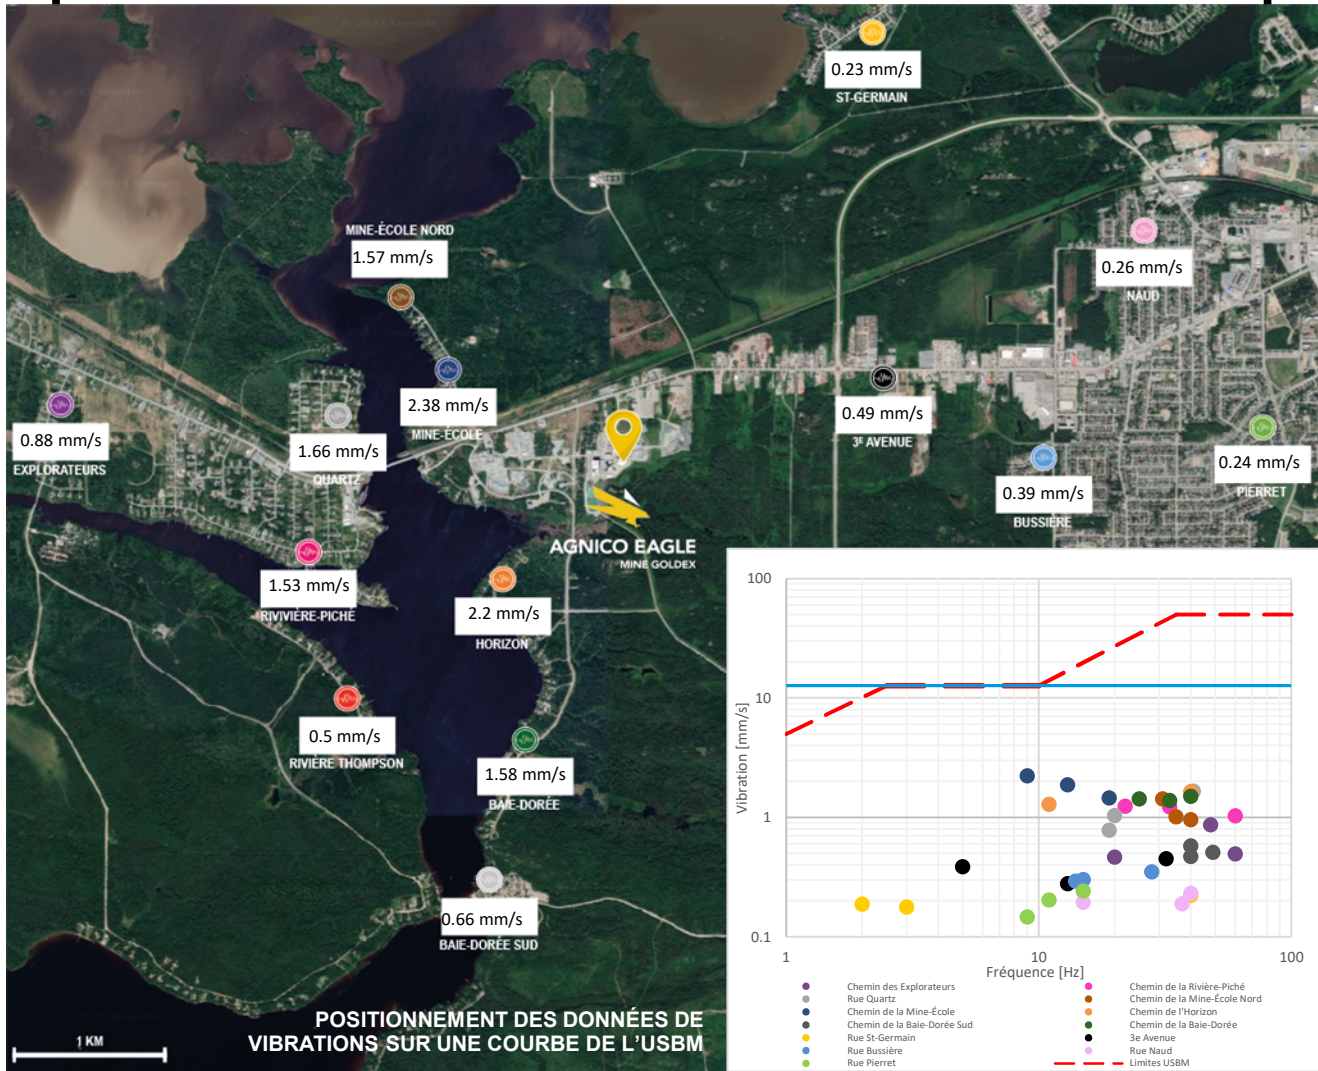 0.23 mm/s
ST-GERMAIN
MINE-ÉCOLE NORD
1.57 mm/s
0.26 mm/s
NAUD
2.38 mm/s
MINE-ÉCOLE
0.88 mm/s
EXPLORATEURS
1.66 mm/s
QUARTZ
0.49 mm/s
3E AVENUE
0.24 mm/s
PIERRET
0.39 mm/s
BUSSIÈRE
AGNICO EAGLE
MINE GOLDEX
1.53 mm/s
RIVIVIÈRE-PICHÉ
2.2 mm/s
HORIZON
0.5 mm/s
RIVIÈRE THOMPSON
1.58 mm/s
BAIE-DORÉE
0.66 mm/s
BAIE-DORÉE SUD
POSITIONNEMENT DES DONNÉES DE
VIBRATIONS SUR UNE COURBE DE L'USBM
1 KM
100
10
1
0.1
Vibration [mm/s]
1
10
100
Fréquence [Hz]
Chemin des Explorateurs
Chemin de la Rivière-Piché
Rue Quartz
Chemin de la Mine-École Nord
Chemin de la Mine-École
Chemin de l'Horizon
Chemin de la Baie-Dorée Sud
Chemin de la Baie-Dorée
Rue St-Germain
3e Avenue
Rue Bussière
Rue Naud
Rue Pierret
Limites USBM